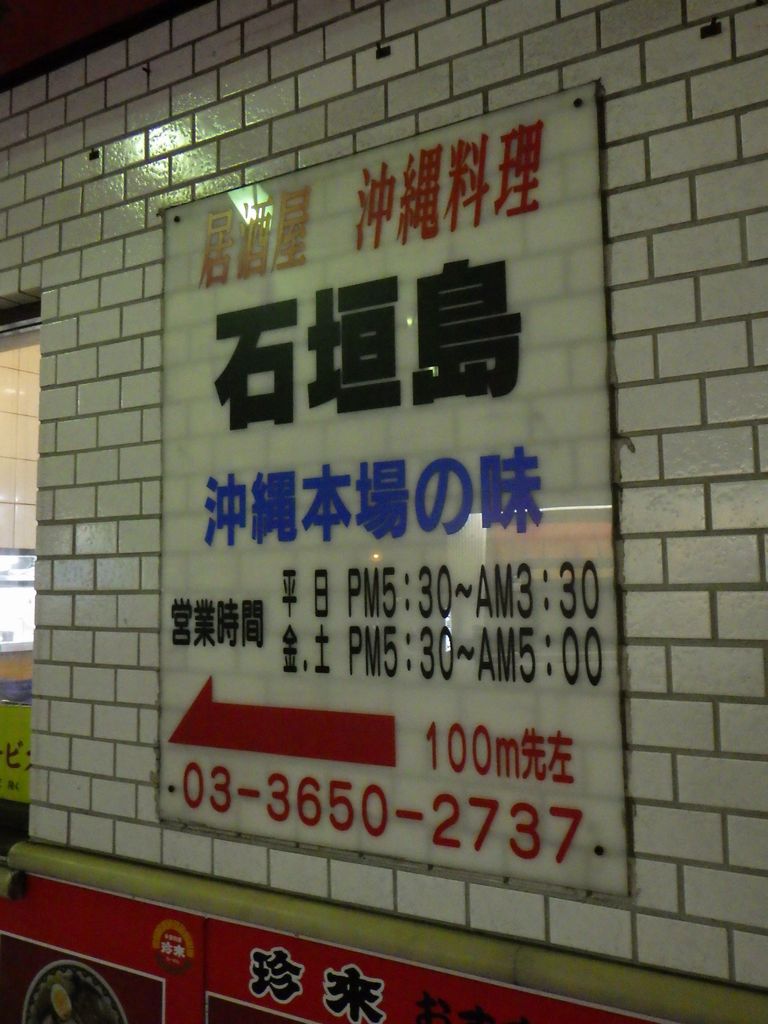 居酒屋 沖縄料理
石垣島
沖縄本場の味
営業時間 平日 PM5:30~AM3:30
金.土 PM5:30~AM5:00
100m先左
03-3650-2737
珍來
珍來